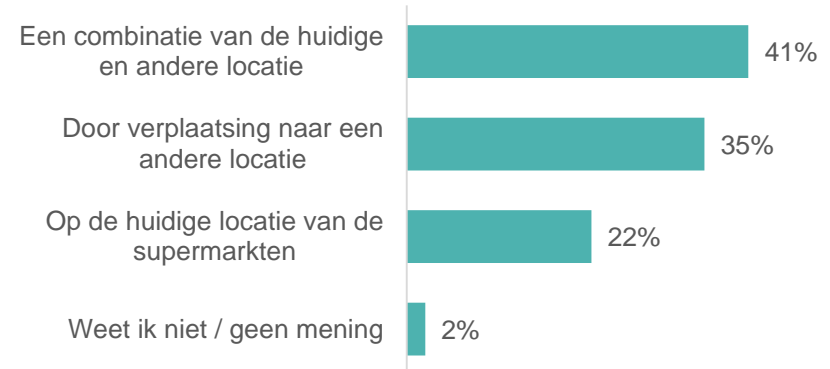 Een combinatie van de huidige
en andere locatie
41%
Door verplaatsing naar een
andere locatie
35%
Op de huidige locatie van de
supermarkten
22%
Weet ik niet / geen mening
2%